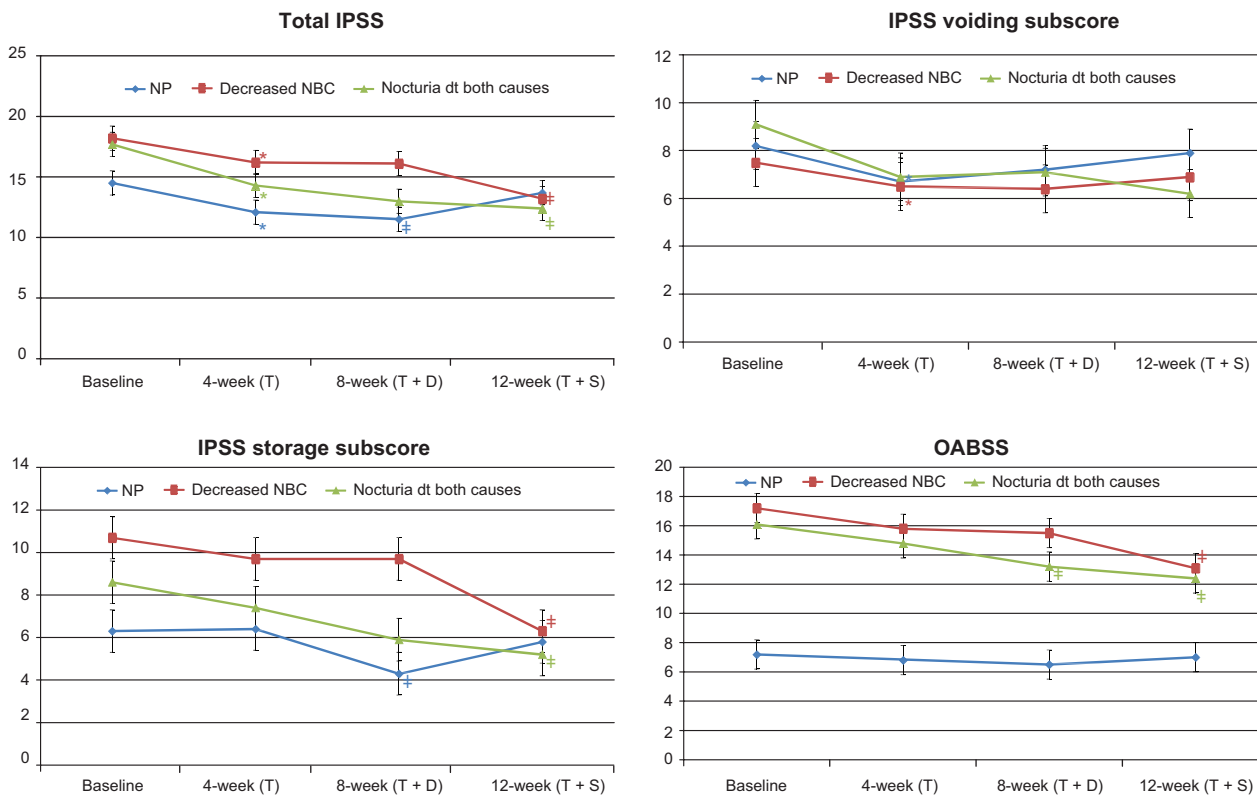 Total IPSS
25
20
15
10
5
0
NP Decreased NBC Nocturia dt both causes
* * * ‡ ‡ ‡
Baseline 4-week (T) 8-week (T + D) 12-week (T + S)
IPSS voiding subscore
12
10
8
6
4
2
0
NP Decreased NBC Nocturia dt both causes
* *
Baseline 4-week (T) 8-week (T + D) 12-week (T + S)
IPSS storage subscore
14
12
10
8
6
4
2
0
NP Decreased NBC Nocturia dt both causes
‡ ‡ ‡
Baseline 4-week (T) 8-week (T + D) 12-week (T + S)
OABSS
20
18
16
14
12
10
8
6
4
2
0
NP Decreased NBC Nocturia dt both causes
‡ ‡ ‡
Baseline 4-week (T) 8-week (T + D) 12-week (T + S)